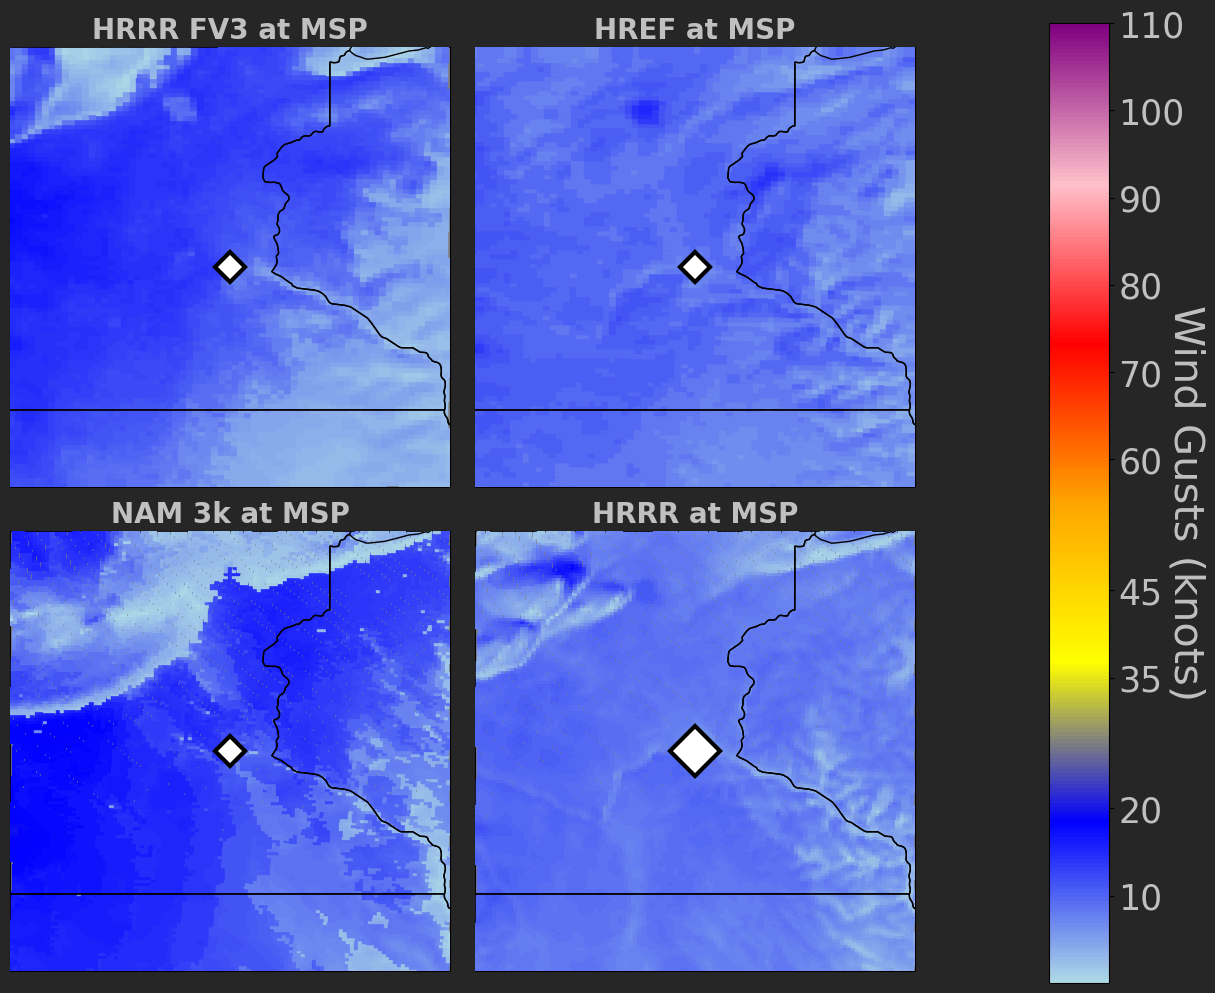 HRRR FV3 at MSP
HREF at MSP
NAM 3k at MSP
HRRR at MSP
110
100
90
80
70
60
45
35
20
10
Wind Gusts (knots)